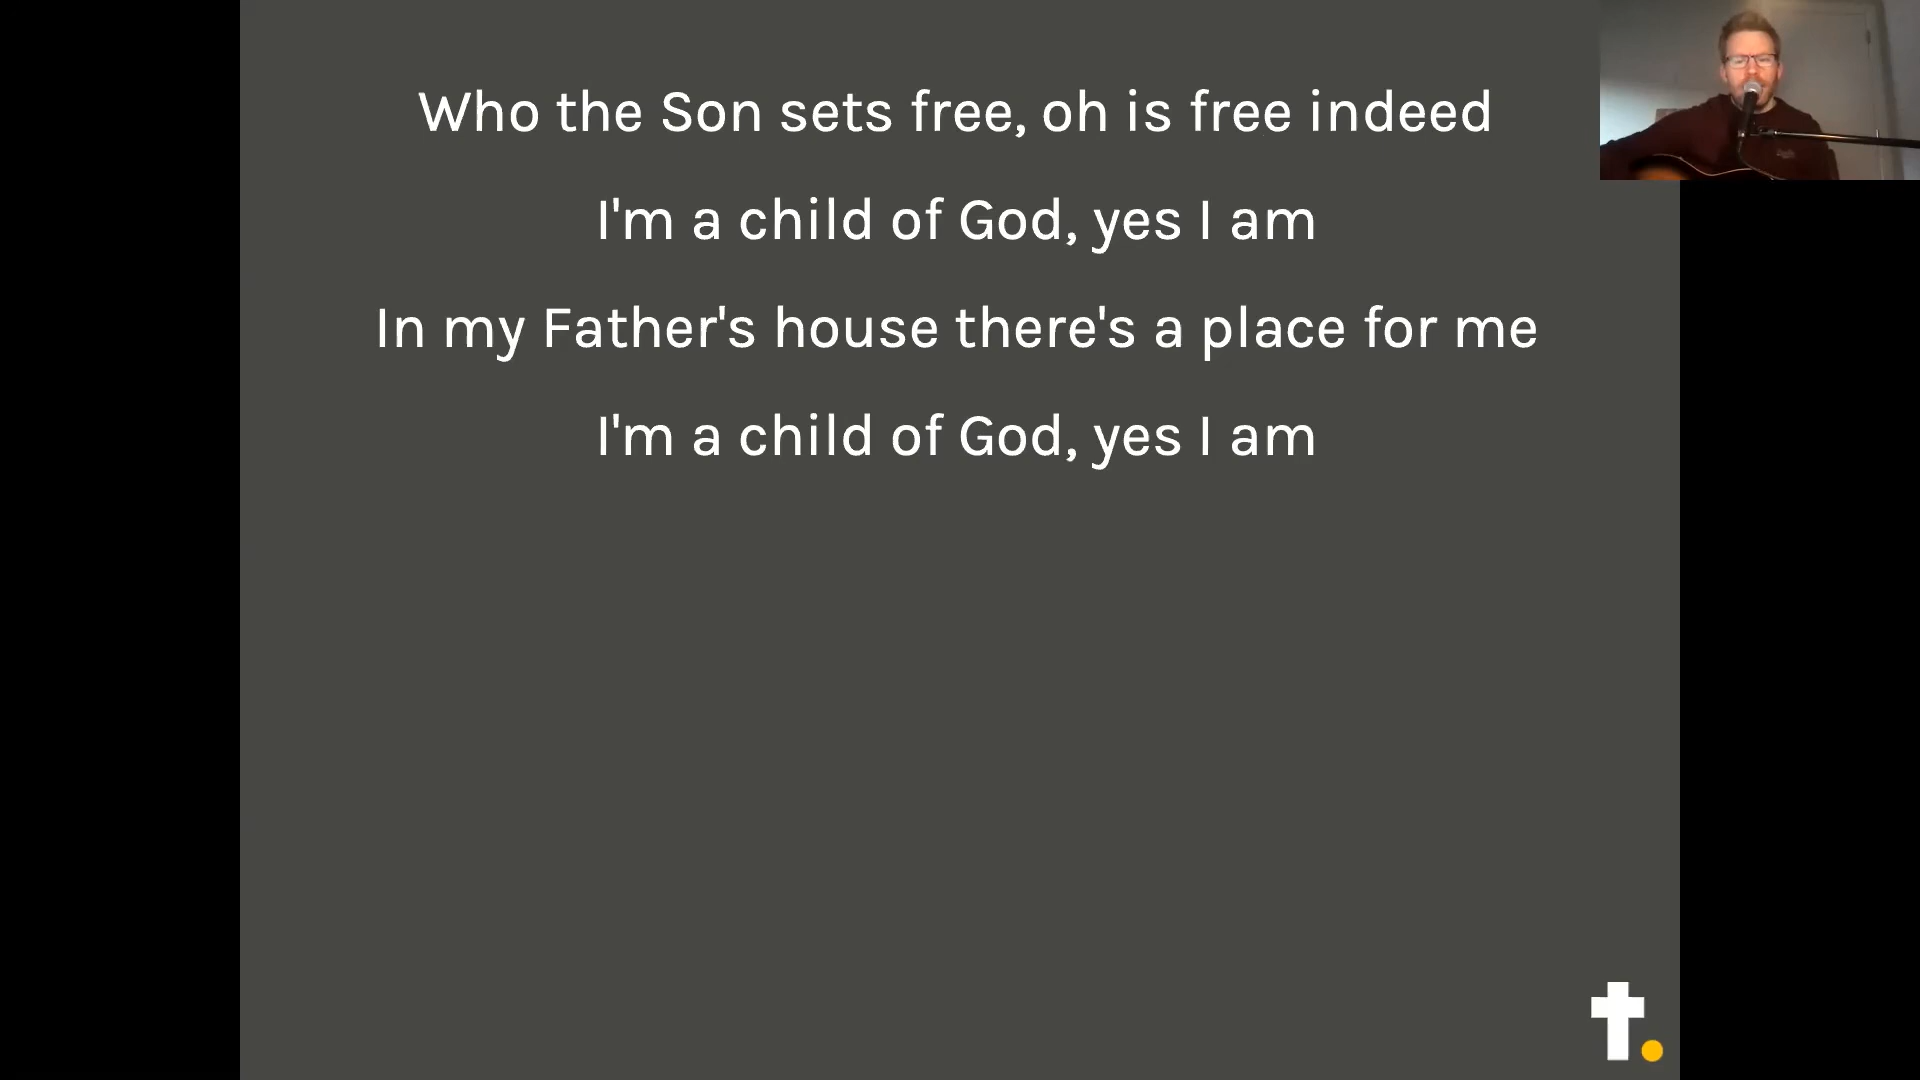 Who the Son sets free, oh is free indeed
I'm a child of God, yes I am
In my Father's house there's a place for me
I'm a child of God, yes I am